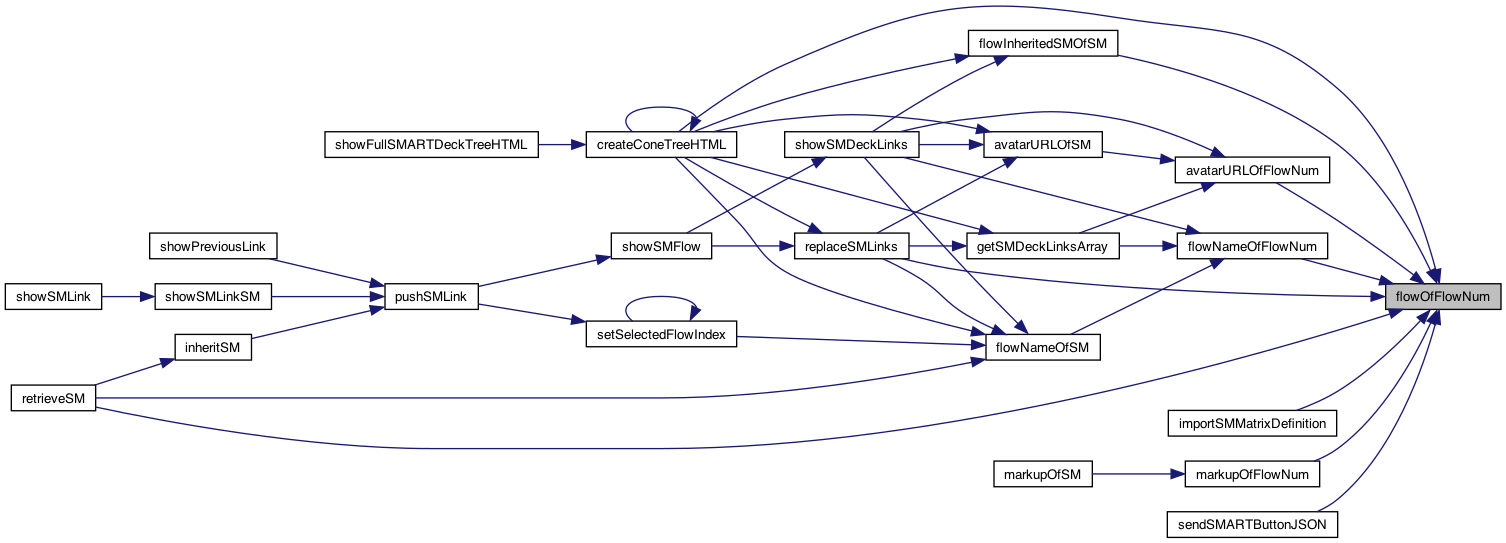 flowInheritedSMOfSM
showFullSMARTDeckTreeHTML
createConeTreeHTML
showSMDeckLinks
avatarURLOfSM
avatarURLOfFlowNum
showPreviousLink
showSMFlow
replaceSMLinks
getSMDeckLinksArray
flowNameOfFlowNum
showSMLink
showSMLinkSM
pushSMLink
flowOfFlowNum
inheritSM
setSelectedFlowIndex
flowNameOfSM
retrieveSM
importSMMatrixDefinition
markupOfSM
markupOfFlowNum
sendSMARTButtonJSON